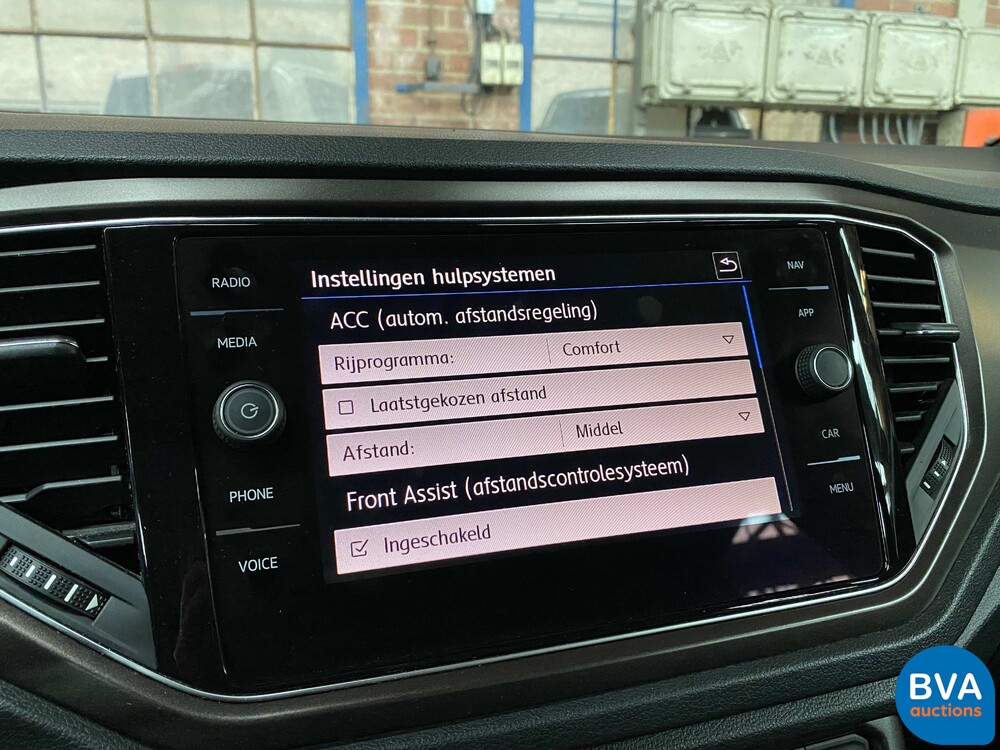 RADIO
MEDIA
PHONE
VOICE
Instellingen hulpsystemen
ACC (autom. afstandsregeling)
Rijprogramma: Comfort
Laatstgekozen afstand
Afstand: Middel
Front Assist (afstandscontrolesysteem)
Ingeschakeld
NAV
APP
CAR
MENU
BVA
auctions